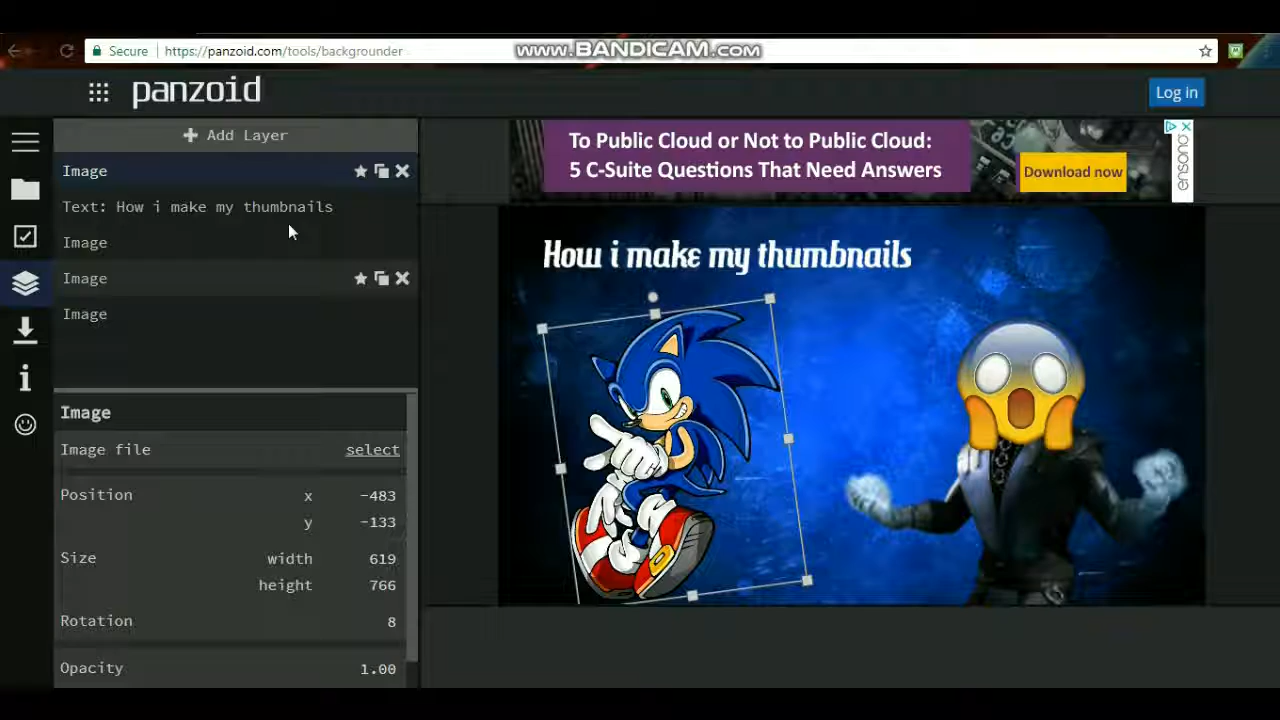 Secure
https://panzoid.com/tools/backgrounder
www.BANDICAM.com
panzoid
Log in
Add Layer
To Public Cloud or Not to Public Cloud:
5 C-Suite Questions That Need Answers
Download now
ensono
Image
Text: How i make my thumbnails
Image
Image
Image
How i make my thumbnails
Image
Image file select
Position x -483
y -133
Size width 619
height 766
Rotation 8
Opacity 1.00